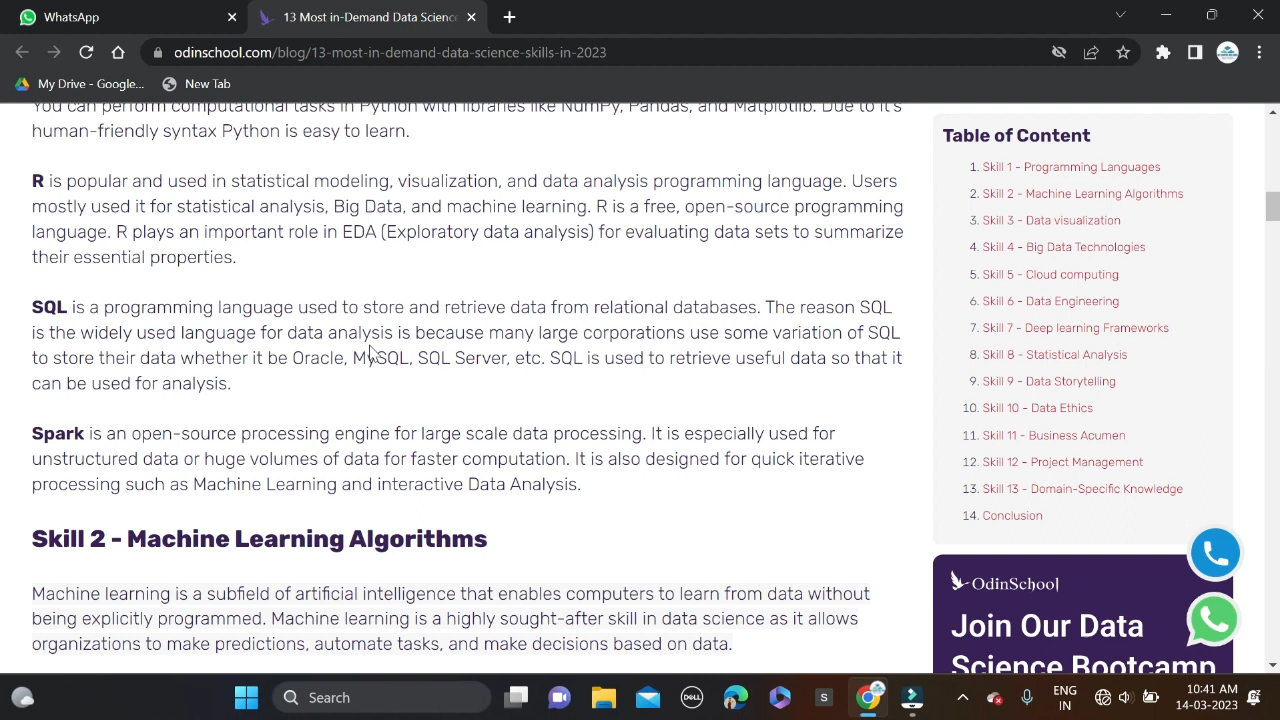 WhatsApp
13 Most in-Demand Data Science
odinschool.com/blog/13-most-in-demand-data-science-skills-in-2023
My Drive - Google...
New Tab
You can perform computational tasks in Python with libraries like NumPy, Pandas, and Matplotlib. Due to it's
human-friendly syntax Python is easy to learn.
R is popular and used in statistical modeling, visualization, and data analysis programming language. Users
mostly used it for statistical analysis, Big Data, and machine learning. R is a free, open-source programming
language. R plays an important role in EDA (Exploratory data analysis) for evaluating data sets to summarize
their essential properties.
SQL is a programming language used to store and retrieve data from relational databases. The reason SQL
is the widely used language for data analysis is because many large corporations use some variation of SQL
to store their data whether it be Oracle, MySQL, SQL Server, etc. SQL is used to retrieve useful data so that it
can be used for analysis.
Spark is an open-source processing engine for large scale data processing. It is especially used for
unstructured data or huge volumes of data for faster computation. It is also designed for quick iterative
processing such as Machine Learning and interactive Data Analysis.
Skill 2 - Machine Learning Algorithms
Machine learning is a subfield of artificial intelligence that enables computers to learn from data without
being explicitly programmed. Machine learning is a highly sought-after skill in data science as it allows
organizations to make predictions, automate tasks, and make decisions based on data.
Table of Content
1. Skill 1 - Programming Languages
2. Skill 2 - Machine Learning Algorithms
3. Skill 3 - Data visualization
4. Skill 4 - Big Data Technologies
5. Skill 5 - Cloud computing
6. Skill 6 - Data Engineering
7. Skill 7 - Deep learning Frameworks
8. Skill 8 - Statistical Analysis
9. Skill 9 - Data Storytelling
10. Skill 10 - Data Ethics
11. Skill 11 - Business Acumen
12. Skill 12 - Project Management
13. Skill 13 - Domain-Specific Knowledge
14. Conclusion
OdinSchool
Join Our Data
Science Bootcamp
Search
DELL
S
ENG
IN
10:41 AM
14-03-2023